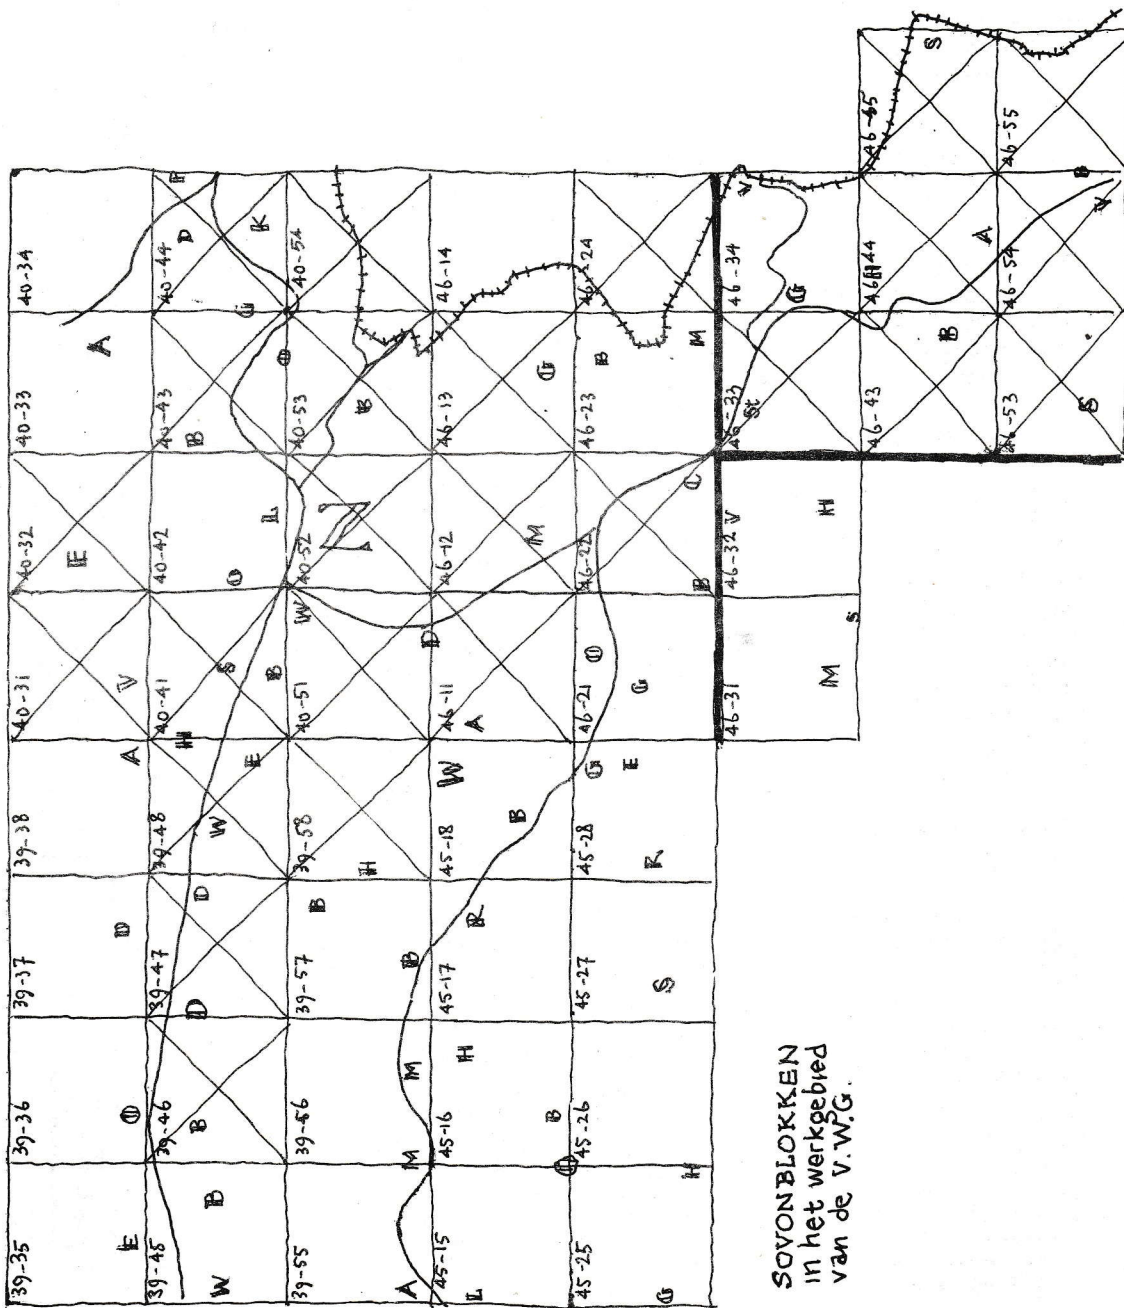 39-35 39-36 39-37 39-38 40-31 40-32 40-33 40-34
E A
E O D A V
39-45 39-46 39-47 39-48 40-41 40-42 40-43 40-44
B D H B D P
W B D W S O
E B L G K
39-55 39-56 39-57 39-58 40-51 40-52 40-53 40-54
B W N O
H B
A M M B D
45-15 45-16 45-17 45-18 46-11 46-12 46-13 46-14
L H R W A
B M G
O B
45-25 45-26 45-27 45-28 46-21 46-22 46-23 46-24
G O B
R E G
G H S B C M
46-31 46-32 46-33 46-34
V St V
M S H G
46-43 46-44
H
B A S
46-53 46-54 46-55
S V B
SOVONBLOKKEN
in het werkgebied
van de V.W.G.